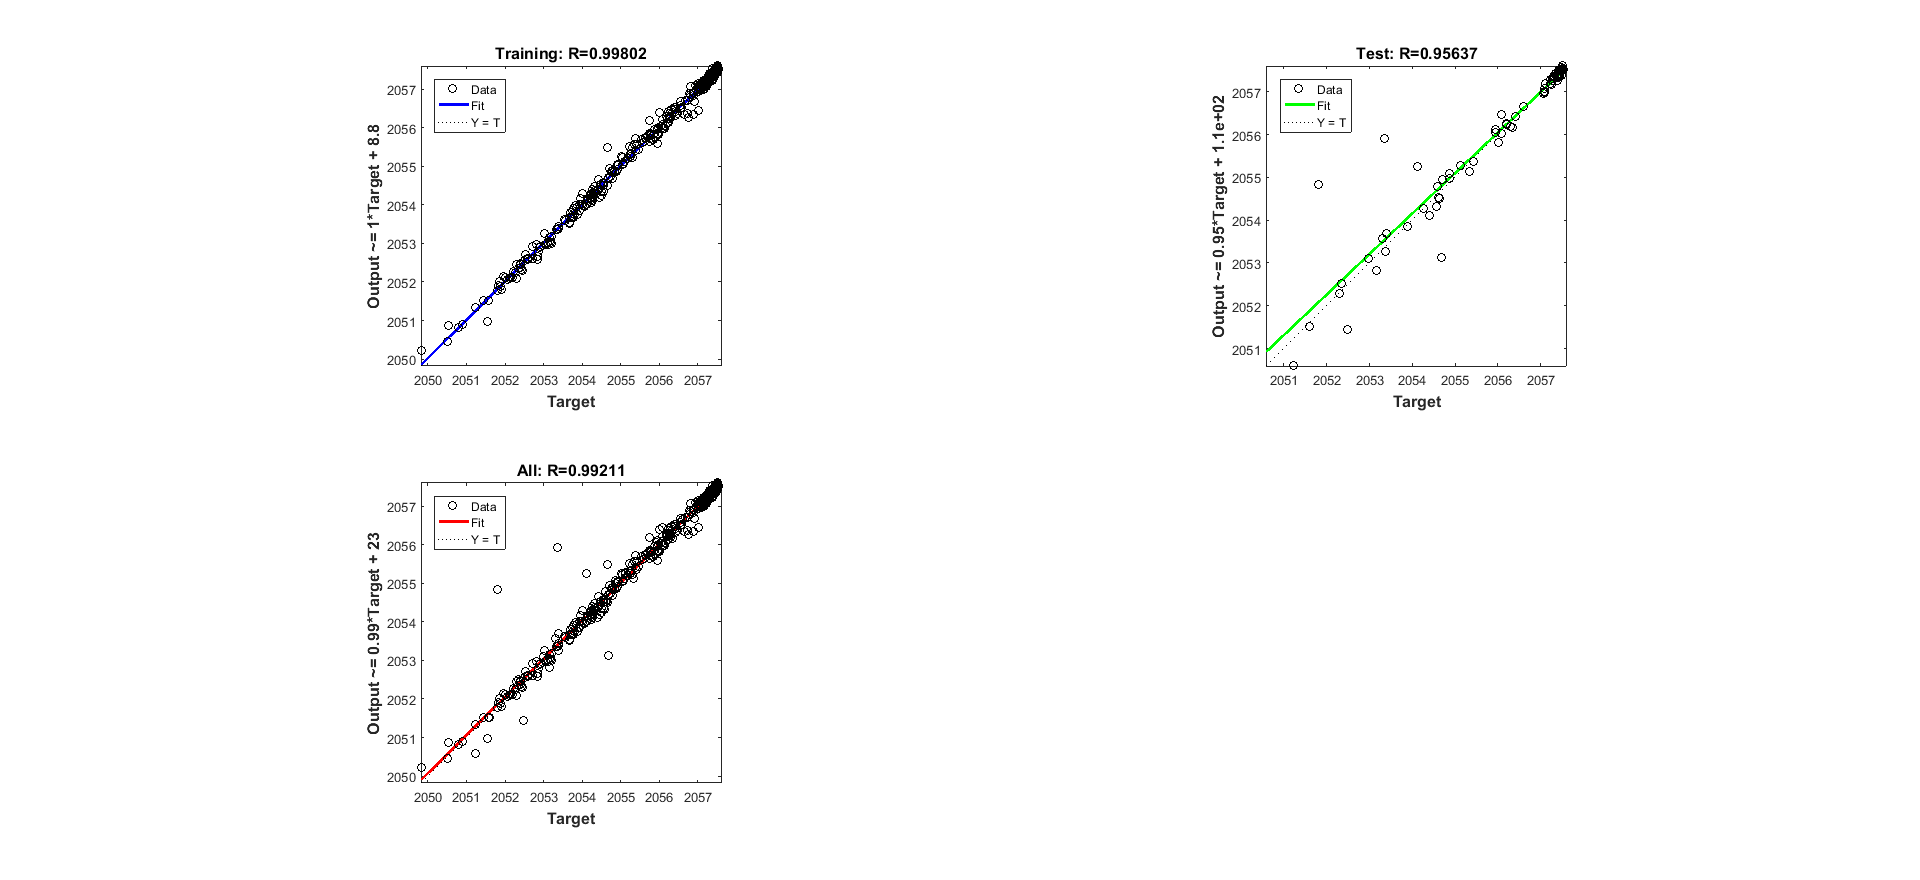 Training: R=0.99802
Output ~= 1*Target + 8.8
2057
2056
2055
2054
2053
2052
2051
2050
Data
Fit
Y = T
2050 2051 2052 2053 2054 2055 2056 2057
Target
Test: R=0.95637
Output ~= 0.95*Target + 1.1e+02
2057
2056
2055
2054
2053
2052
2051
Data
Fit
Y = T
2051 2052 2053 2054 2055 2056 2057
Target
All: R=0.99211
Output ~= 0.99*Target + 23
2057
2056
2055
2054
2053
2052
2051
2050
Data
Fit
Y = T
2050 2051 2052 2053 2054 2055 2056 2057
Target